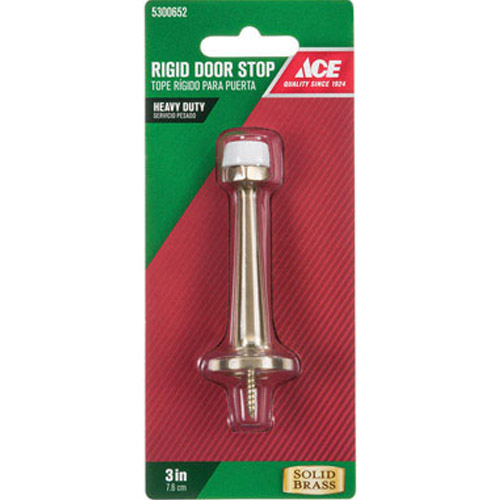 5300652
RIGID DOOR STOP
TOPE RÍGIDO PARA PUERTA
HEAVY DUTY
SERVICIO PESADO
ACE
QUALITY SINCE 1924
3 in
7.6 cm
SOLID
BRASS